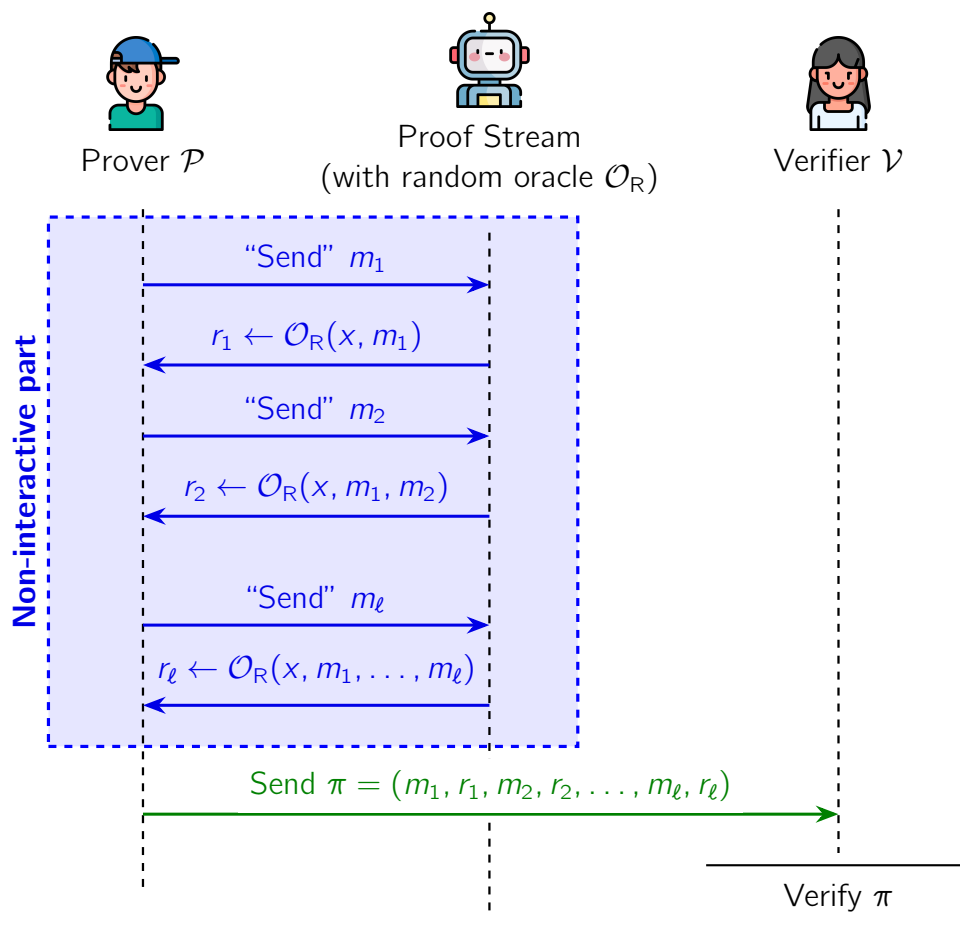 Prover 𝒫
Proof Stream
(with random oracle 𝒪_R)
Verifier 𝒱
Non-interactive part
“Send” m₁
r₁ ← 𝒪_R(x, m₁)
“Send” m₂
r₂ ← 𝒪_R(x, m₁, m₂)
“Send” m_ℓ
r_ℓ ← 𝒪_R(x, m₁, . . . , m_ℓ)
Send π = (m₁, r₁, m₂, r₂, . . . , m_ℓ, r_ℓ)
Verify π